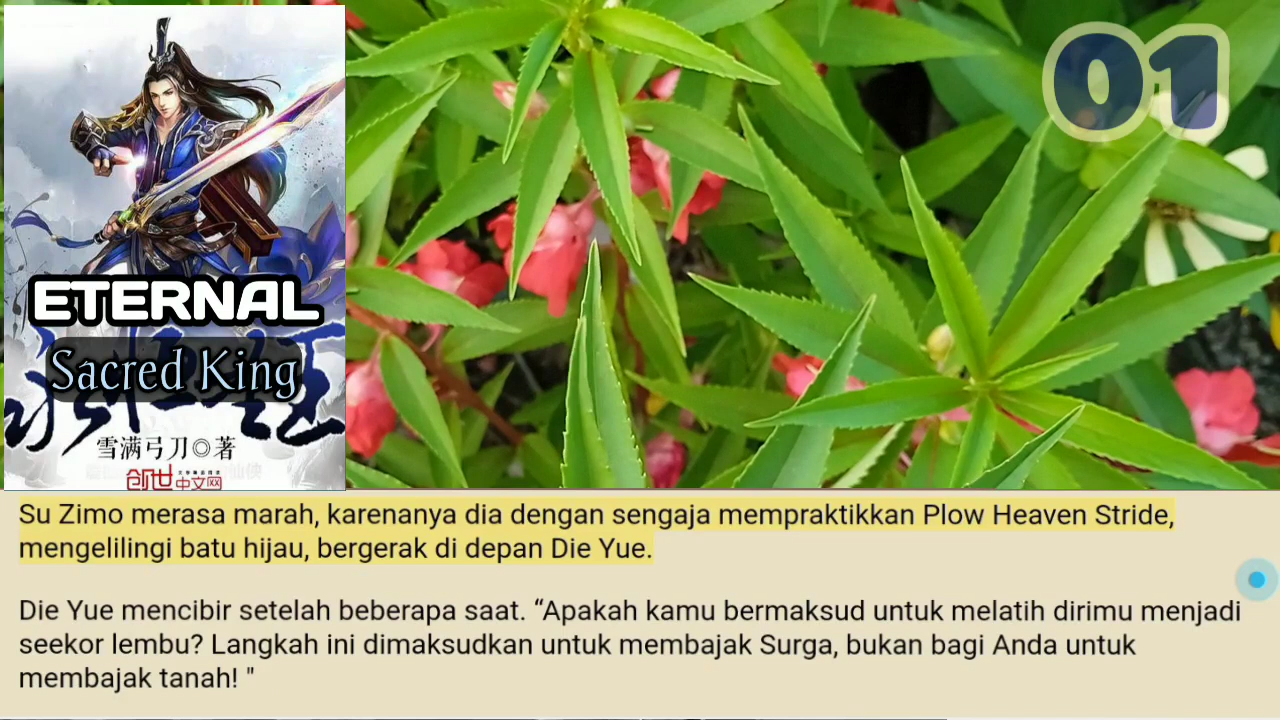 01
ETERNAL
Sacred King
雪满弓刀◎著
创世中文网
Su Zimo merasa marah, karenanya dia dengan sengaja mempraktikkan Plow Heaven Stride,
mengelilingi batu hijau, bergerak di depan Die Yue.
Die Yue mencibir setelah beberapa saat. “Apakah kamu bermaksud untuk melatih dirimu menjadi
seekor lembu? Langkah ini dimaksudkan untuk membajak Surga, bukan bagi Anda untuk
membajak tanah! "